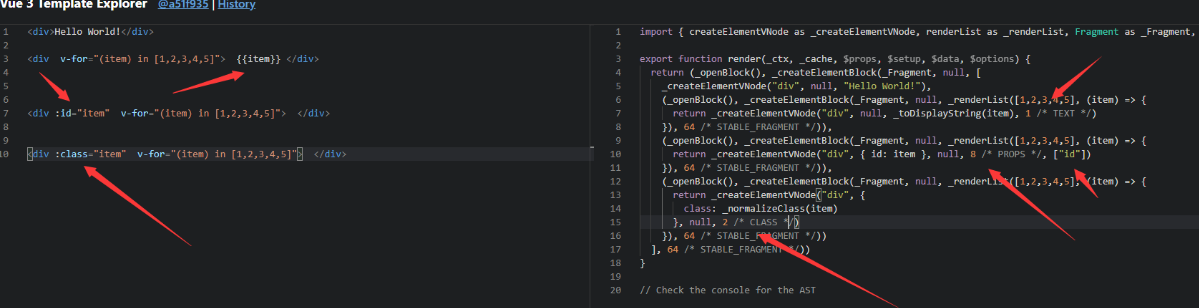 Vue 3 Template Explorer @a51f935 | History
1 <div>Hello World!</div>
2
3 <div  v-for="(item) in [1,2,3,4,5]">  {{item}} </div>
4
5
6
7 <div :id="item"  v-for="(item) in [1,2,3,4,5]">  </div>
8
9
10 <div :class="item"  v-for="(item) in [1,2,3,4,5]">  </div>
1 import { createElementVNode as _createElementVNode, renderList as _renderList, Fragment as _Fragment,
2
3 export function render(_ctx, _cache, $props, $setup, $data, $options) {
4   return (_openBlock(), _createElementBlock(_Fragment, null, [
5     _createElementVNode("div", null, "Hello World!"),
6     (_openBlock(), _createElementBlock(_Fragment, null, _renderList([1,2,3,4,5], (item) => {
7       return _createElementVNode("div", null, _toDisplayString(item), 1 /* TEXT */)
8     }), 64 /* STABLE_FRAGMENT */)),
9     (_openBlock(), _createElementBlock(_Fragment, null, _renderList([1,2,3,4,5], (item) => {
10       return _createElementVNode("div", { id: item }, null, 8 /* PROPS */, ["id"])
11     }), 64 /* STABLE_FRAGMENT */)),
12     (_openBlock(), _createElementBlock(_Fragment, null, _renderList([1,2,3,4,5], (item) => {
13       return _createElementVNode("div", {
14         class: _normalizeClass(item)
15       }, null, 2 /* CLASS */)
16     }), 64 /* STABLE_FRAGMENT */))
17   ], 64 /* STABLE_FRAGMENT */))
18 }
19
20 // Check the console for the AST